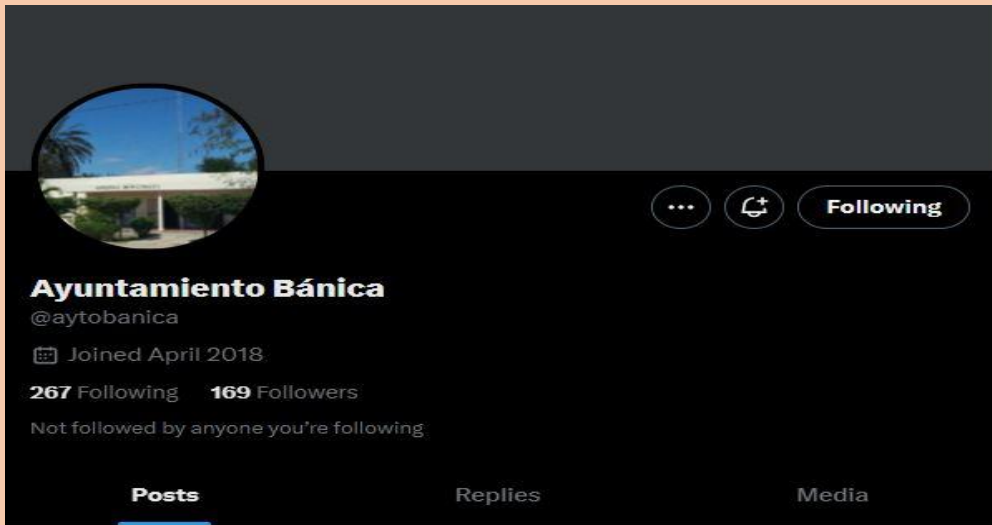 Following
Ayuntamiento Bánica
@aytobanica
Joined April 2018
267 Following 169 Followers
Not followed by anyone you’re following
Posts Replies Media